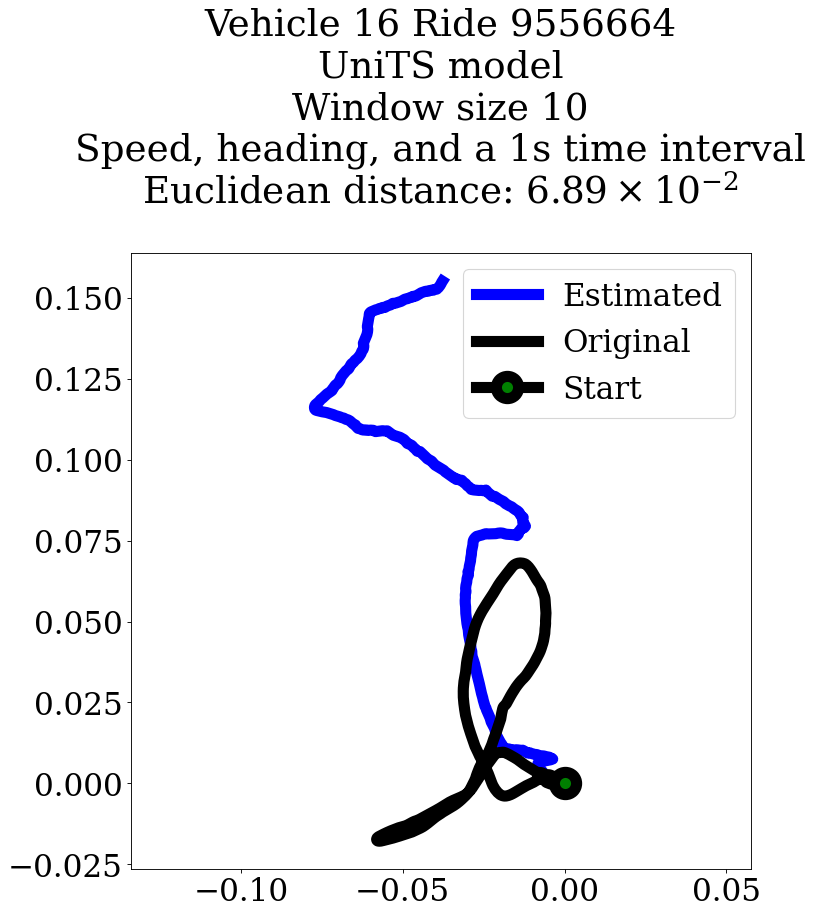 Vehicle 16 Ride 9556664
UniTS model
Window size 10
Speed, heading, and a 1s time interval
Euclidean distance: 6.89 × 10⁻²
Estimated
Original
Start
0.150
0.125
0.100
0.075
0.050
0.025
0.000
−0.025
−0.10 −0.05 0.00 0.05